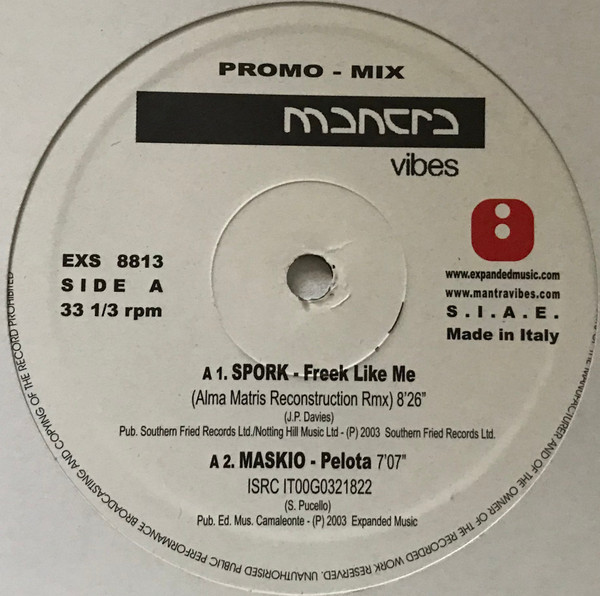 PROMO - MIX
mantra
vibes
EXS 8813
SIDE A
33 1/3 rpm
www.expandedmusic.com
www.mantravibes.com
S.I.A.E.
Made in Italy
A 1. SPORK - Freek Like Me
(Alma Matris Reconstruction Rmx) 8'26"
(J.P. Davies)
Pub. Southern Fried Records Ltd./Notting Hill Music Ltd - (P) 2003 Southern Fried Records Ltd.
A 2. MASKIO - Pelota 7'07"
ISRC IT00G0321822
(S. Pucello)
Pub. Ed. Mus. Camaleonte - (P) 2003 Expanded Music
MANUFACTURER AND OF THE OWNER OF THE RECORDED WORK RESERVED. UNAUTHORISED PUBLIC PERFORMANCE BROADCASTING AND COPYING OF THE RECORD PROHIBITED